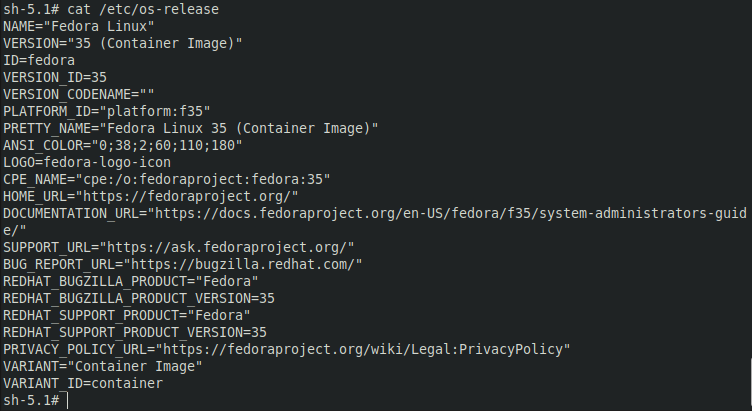 sh-5.1# cat /etc/os-release
NAME="Fedora Linux"
VERSION="35 (Container Image)"
ID=fedora
VERSION_ID=35
VERSION_CODENAME=""
PLATFORM_ID="platform:f35"
PRETTY_NAME="Fedora Linux 35 (Container Image)"
ANSI_COLOR="0;38;2;60;110;180"
LOGO=fedora-logo-icon
CPE_NAME="cpe:/o:fedoraproject:fedora:35"
HOME_URL="https://fedoraproject.org/"
DOCUMENTATION_URL="https://docs.fedoraproject.org/en-US/fedora/f35/system-administrators-guid
e/"
SUPPORT_URL="https://ask.fedoraproject.org/"
BUG_REPORT_URL="https://bugzilla.redhat.com/"
REDHAT_BUGZILLA_PRODUCT="Fedora"
REDHAT_BUGZILLA_PRODUCT_VERSION=35
REDHAT_SUPPORT_PRODUCT="Fedora"
REDHAT_SUPPORT_PRODUCT_VERSION=35
PRIVACY_POLICY_URL="https://fedoraproject.org/wiki/Legal:PrivacyPolicy"
VARIANT="Container Image"
VARIANT_ID=container
sh-5.1#